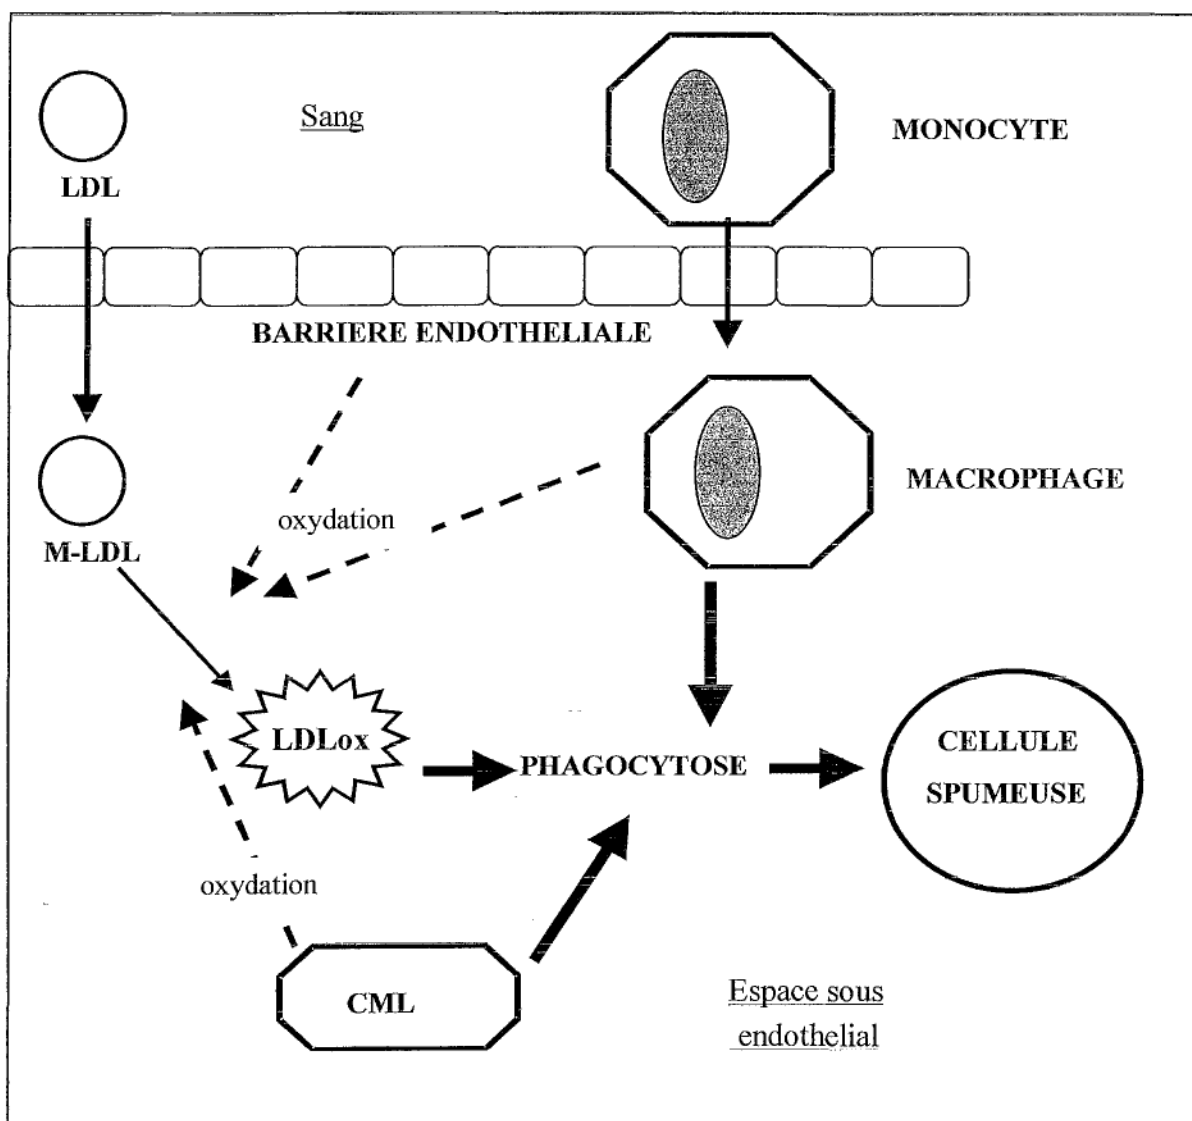 Sang
MONOCYTE
LDL
BARRIERE ENDOTHELIALE
MACROPHAGE
oxydation
M-LDL
LDLox
PHAGOCYTOSE
CELLULE
SPUMEUSE
oxydation
CML
Espace sous
endothelial